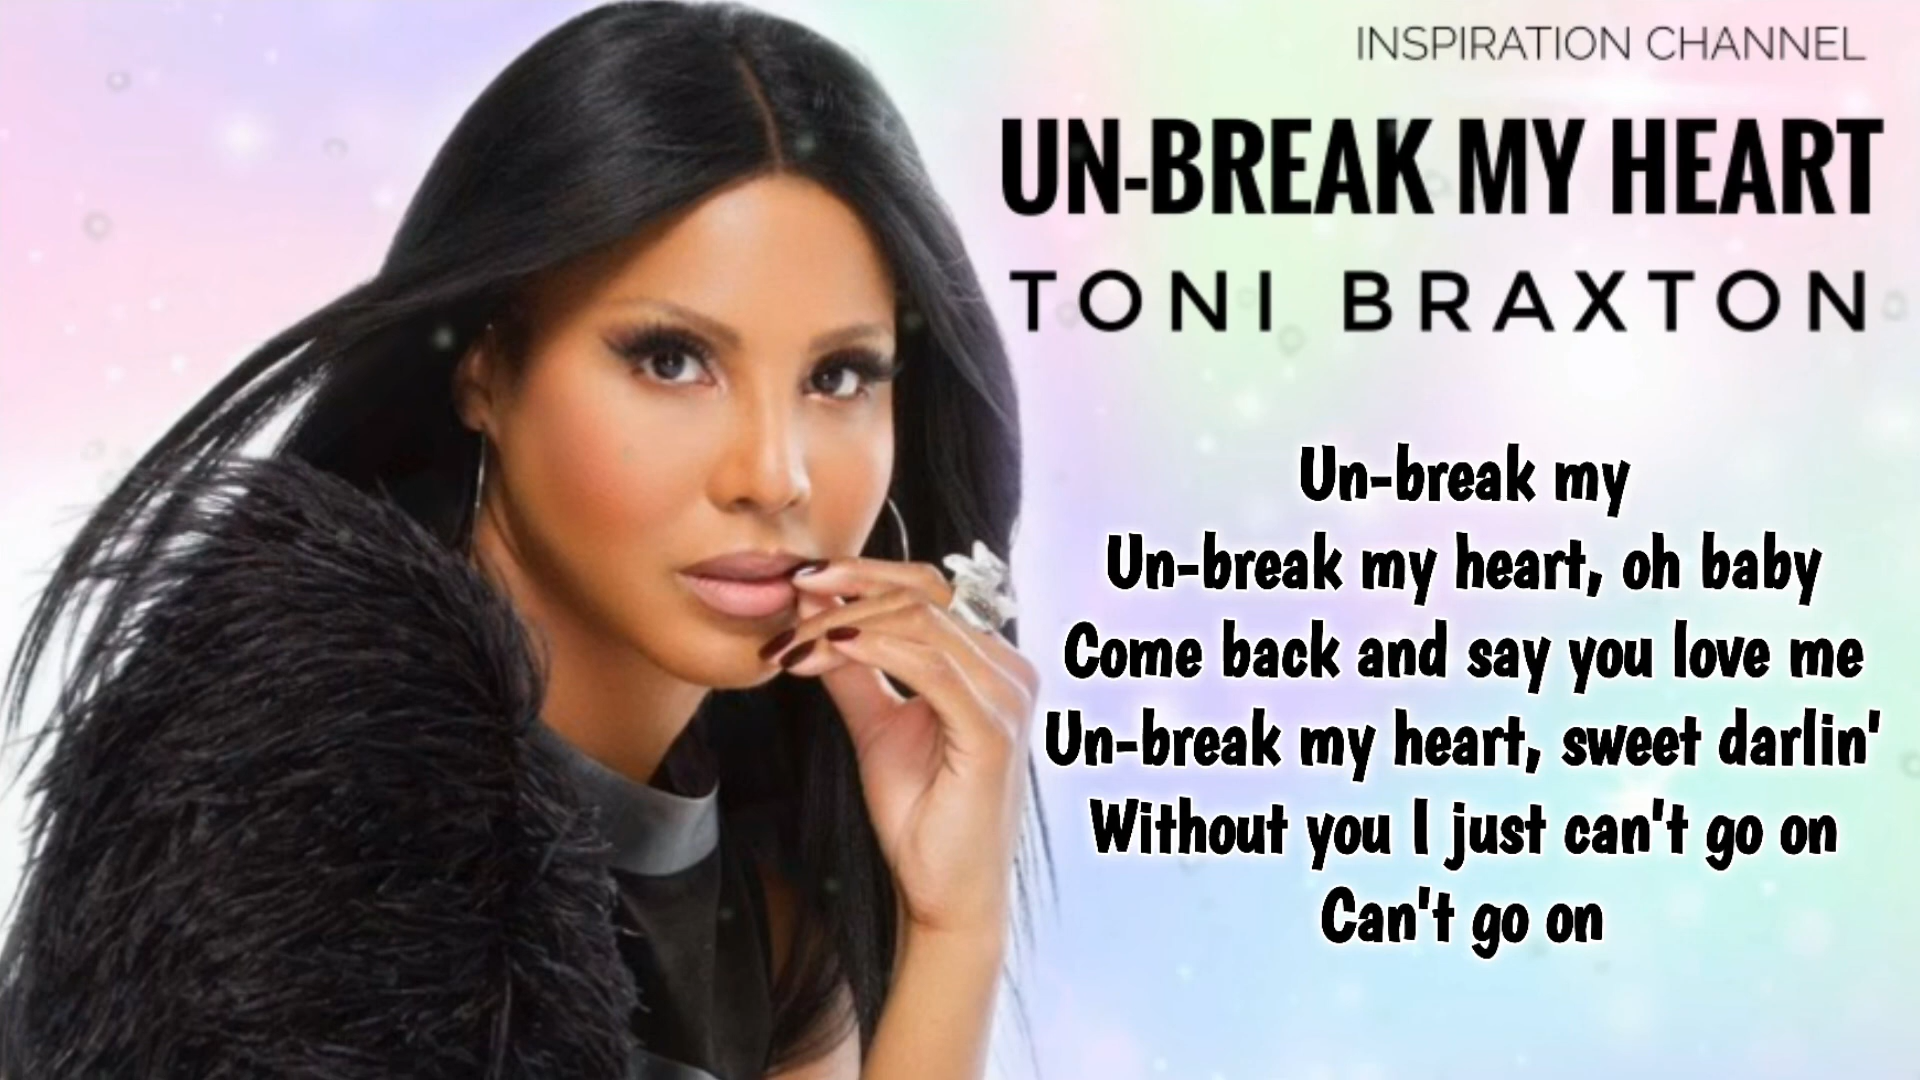 INSPIRATION CHANNEL
UN-BREAK MY HEART
TONI BRAXTON
Un-break my
Un-break my heart, oh baby
Come back and say you love me
Un-break my heart, sweet darlin'
Without you I just can't go on
Can't go on